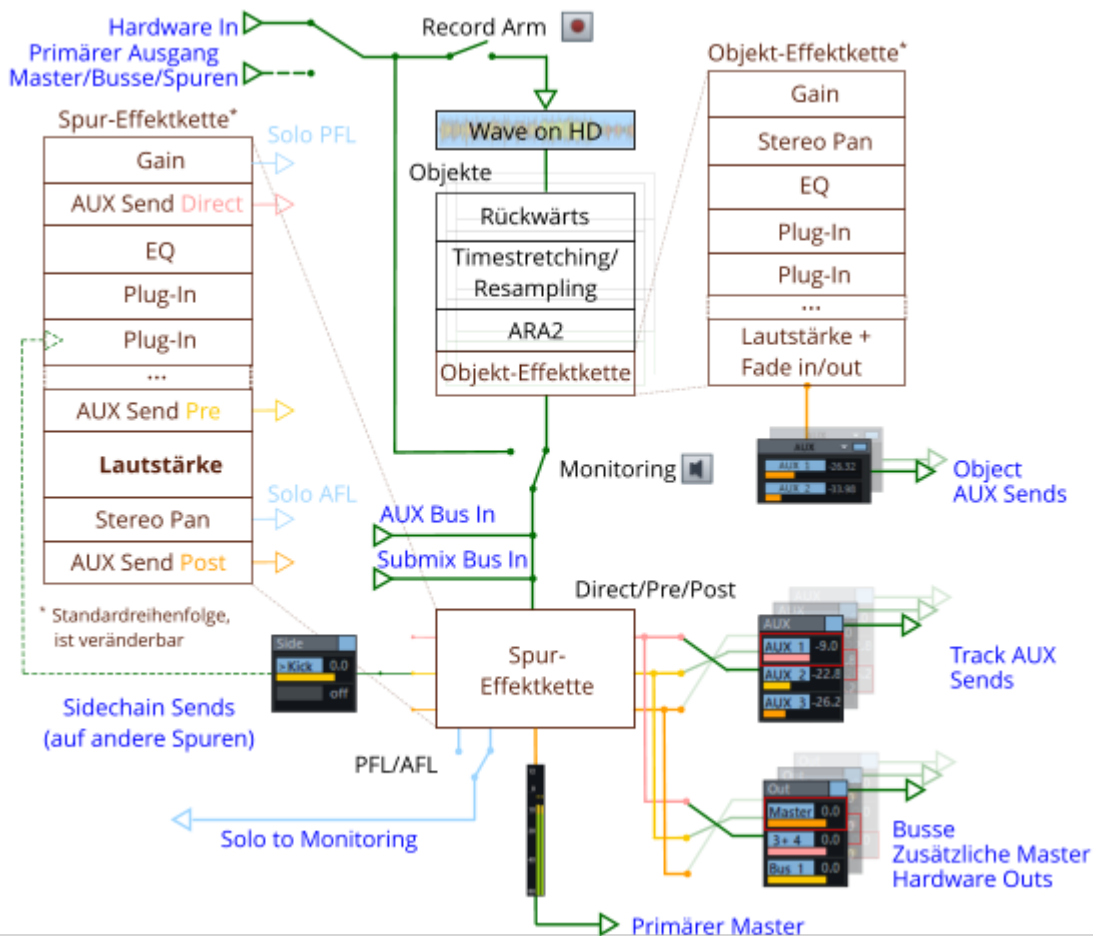 Hardware In
Primärer Ausgang
Master/Busse/Spuren
Record Arm
Wave on HD
Objekte
Rückwärts
Timestretching/
Resampling
ARA2
Objekt-Effektkette
Objekt-Effektkette*
Gain
Stereo Pan
EQ
Plug-In
Plug-In
...
Lautstärke +
Fade in/out
AUX
AUX 1 -26.32
AUX 2 -33.98
Object
AUX Sends
Spur-Effektkette*
Solo PFL
Gain
AUX Send Direct
EQ
Plug-In
Plug-In
...
AUX Send Pre
Lautstärke
Solo AFL
Stereo Pan
AUX Send Post
* Standardreihenfolge,
ist veränderbar
Monitoring
AUX Bus In
Submix Bus In
Direct/Pre/Post
Side
>Kick 0.0
off
Sidechain Sends
(auf andere Spuren)
Spur-
Effektkette
AUX
AUX 1 -9.0
AUX 2 -22.8
AUX 3 -26.2
Track AUX
Sends
PFL/AFL
Solo to Monitoring
Out
Master 0.0
3+ 4 0.0
Bus 1 0.0
Busse
Zusätzliche Master
Hardware Outs
Primärer Master